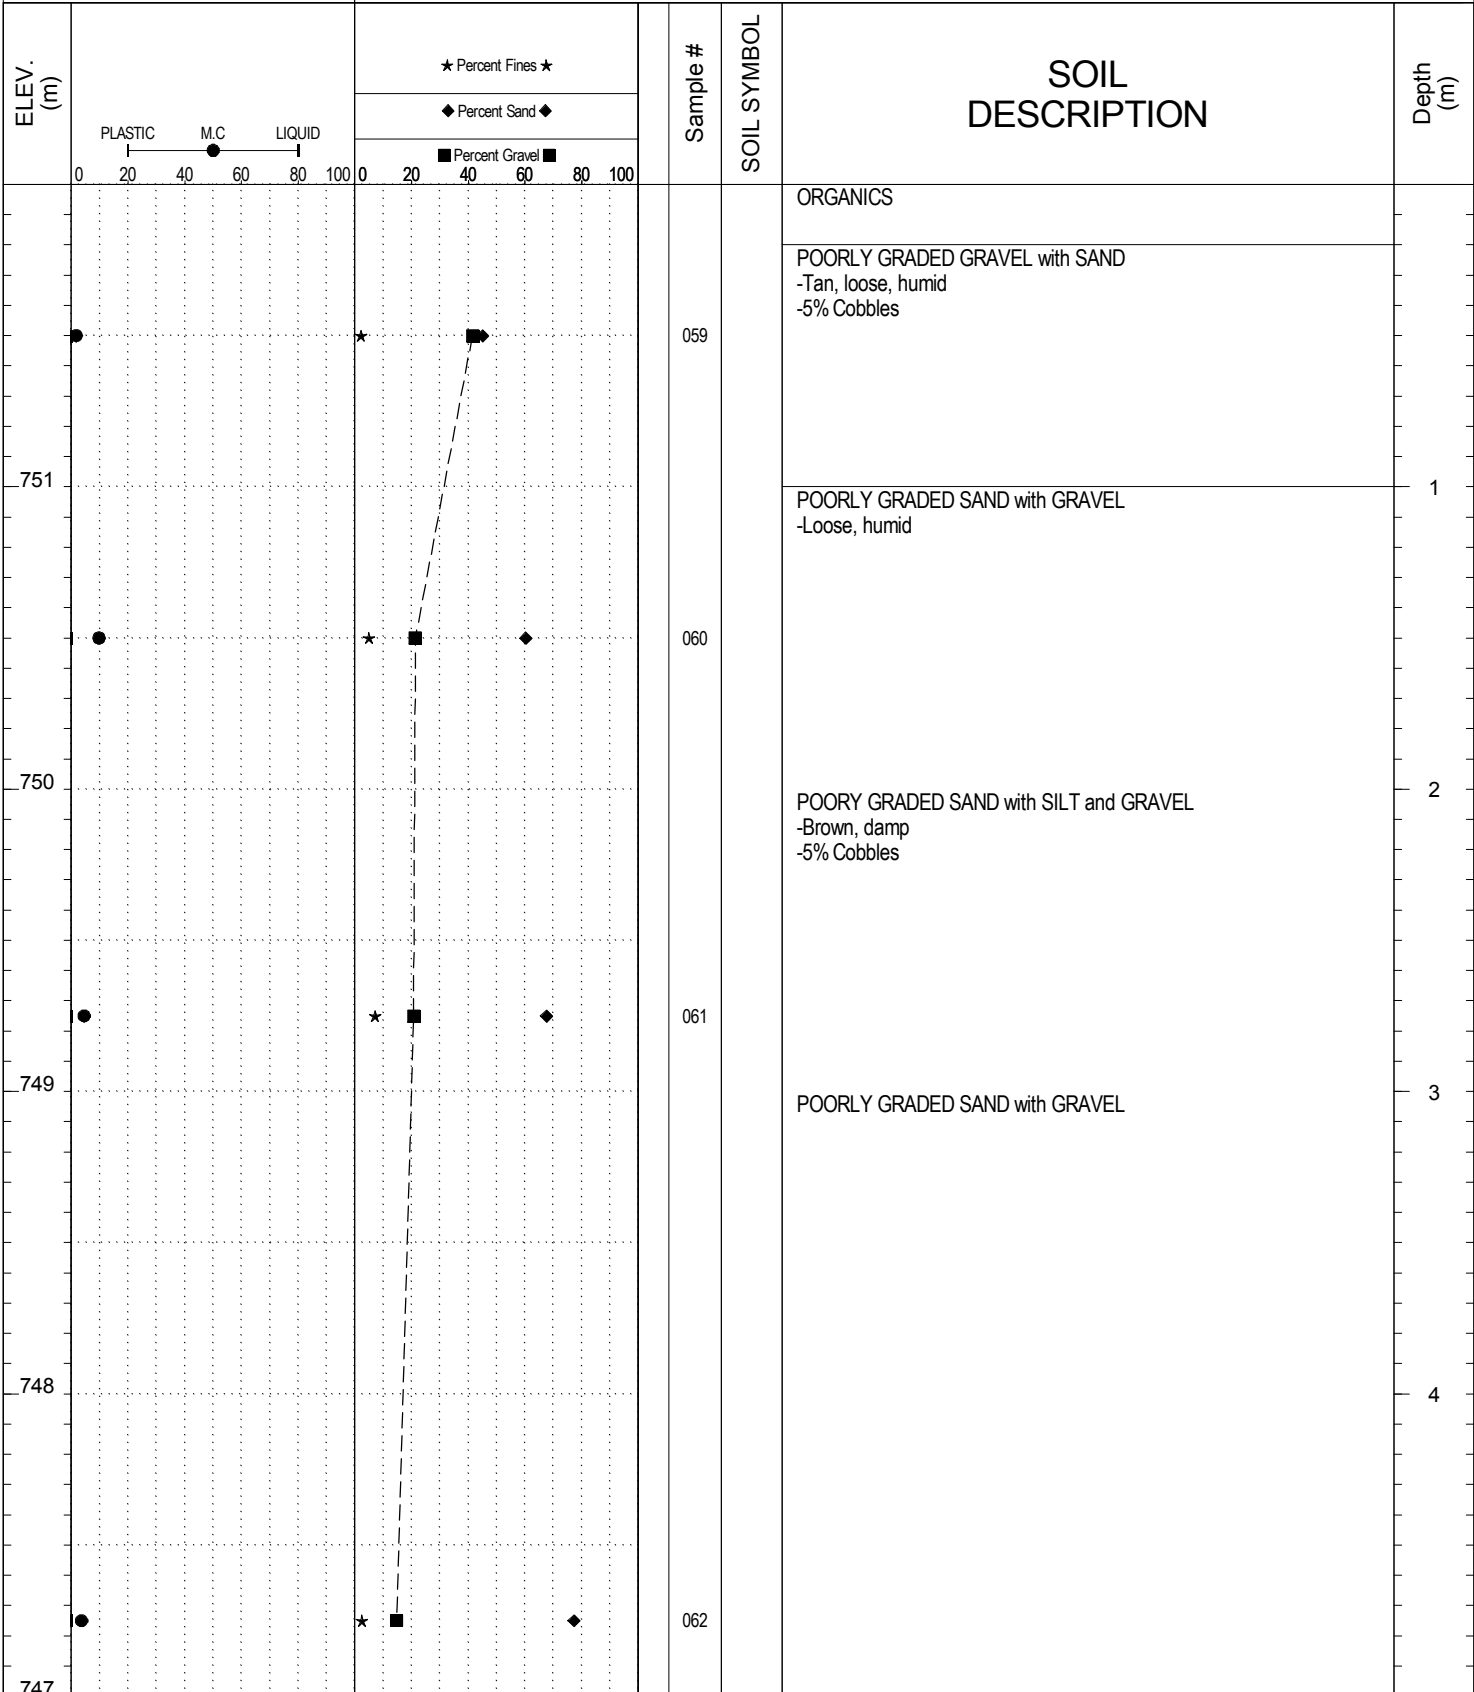 ELEV.
(m)
PLASTIC M.C LIQUID
0 20 40 60 80 100
★ Percent Fines ★
◆ Percent Sand ◆
■ Percent Gravel ■
0 20 40 60 80 100
Sample #
SOIL SYMBOL
SOIL
DESCRIPTION
Depth
(m)
ORGANICS
POORLY GRADED GRAVEL with SAND
-Tan, loose, humid
-5% Cobbles
059
751
1
POORLY GRADED SAND with GRAVEL
-Loose, humid
060
750
2
POORY GRADED SAND with SILT and GRAVEL
-Brown, damp
-5% Cobbles
061
749
3
POORLY GRADED SAND with GRAVEL
748
4
062
747